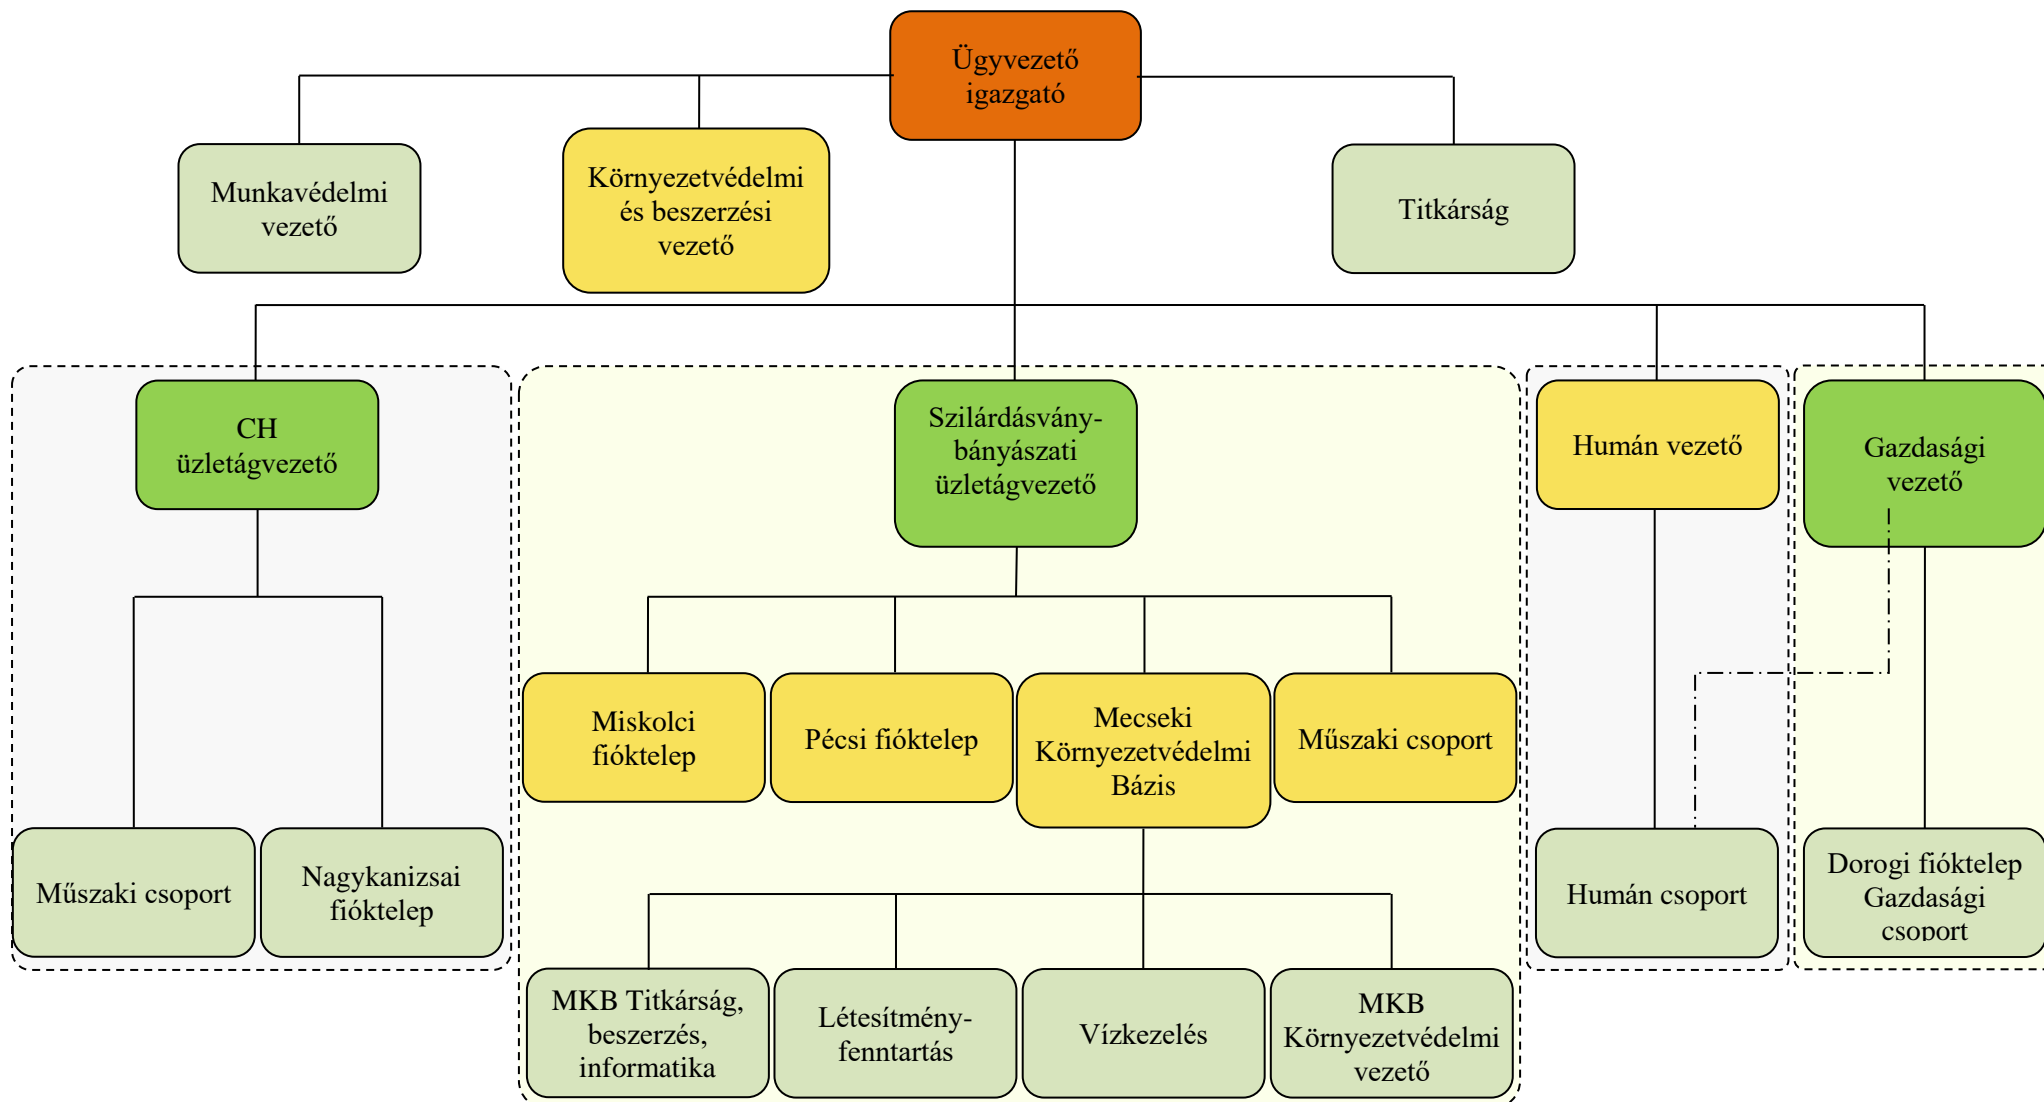 Ügyvezető
igazgató
Munkavédelmi
vezető
Környezetvédelmi
és beszerzési
vezető
Titkárság
CH
üzletágvezető
Szilárdásvány-
bányászati
üzletágvezető
Humán vezető
Gazdasági
vezető
Miskolci
fióktelep
Pécsi fióktelep
Mecseki
Környezetvédelmi
Bázis
Műszaki csoport
Műszaki csoport
Nagykanizsai
fióktelep
Humán csoport
Dorogi fióktelep
Gazdasági
csoport
MKB Titkárság,
beszerzés,
informatika
Létesítmény-
fenntartás
Vízkezelés
MKB
Környezetvédelmi
vezető